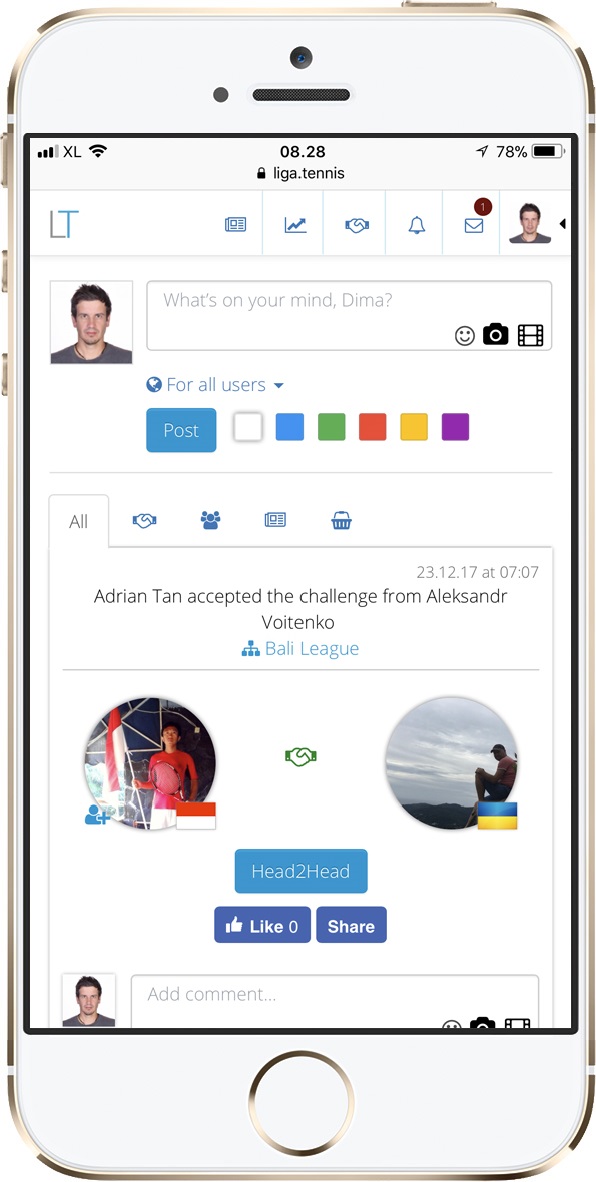 XL
08.28
78%
liga.tennis
LT
1
What's on your mind, Dima?
For all users
Post
All
23.12.17 at 07:07
Adrian Tan accepted the challenge from Aleksandr
Voitenko
Bali League
Head2Head
Like 0
Share
Add comment...